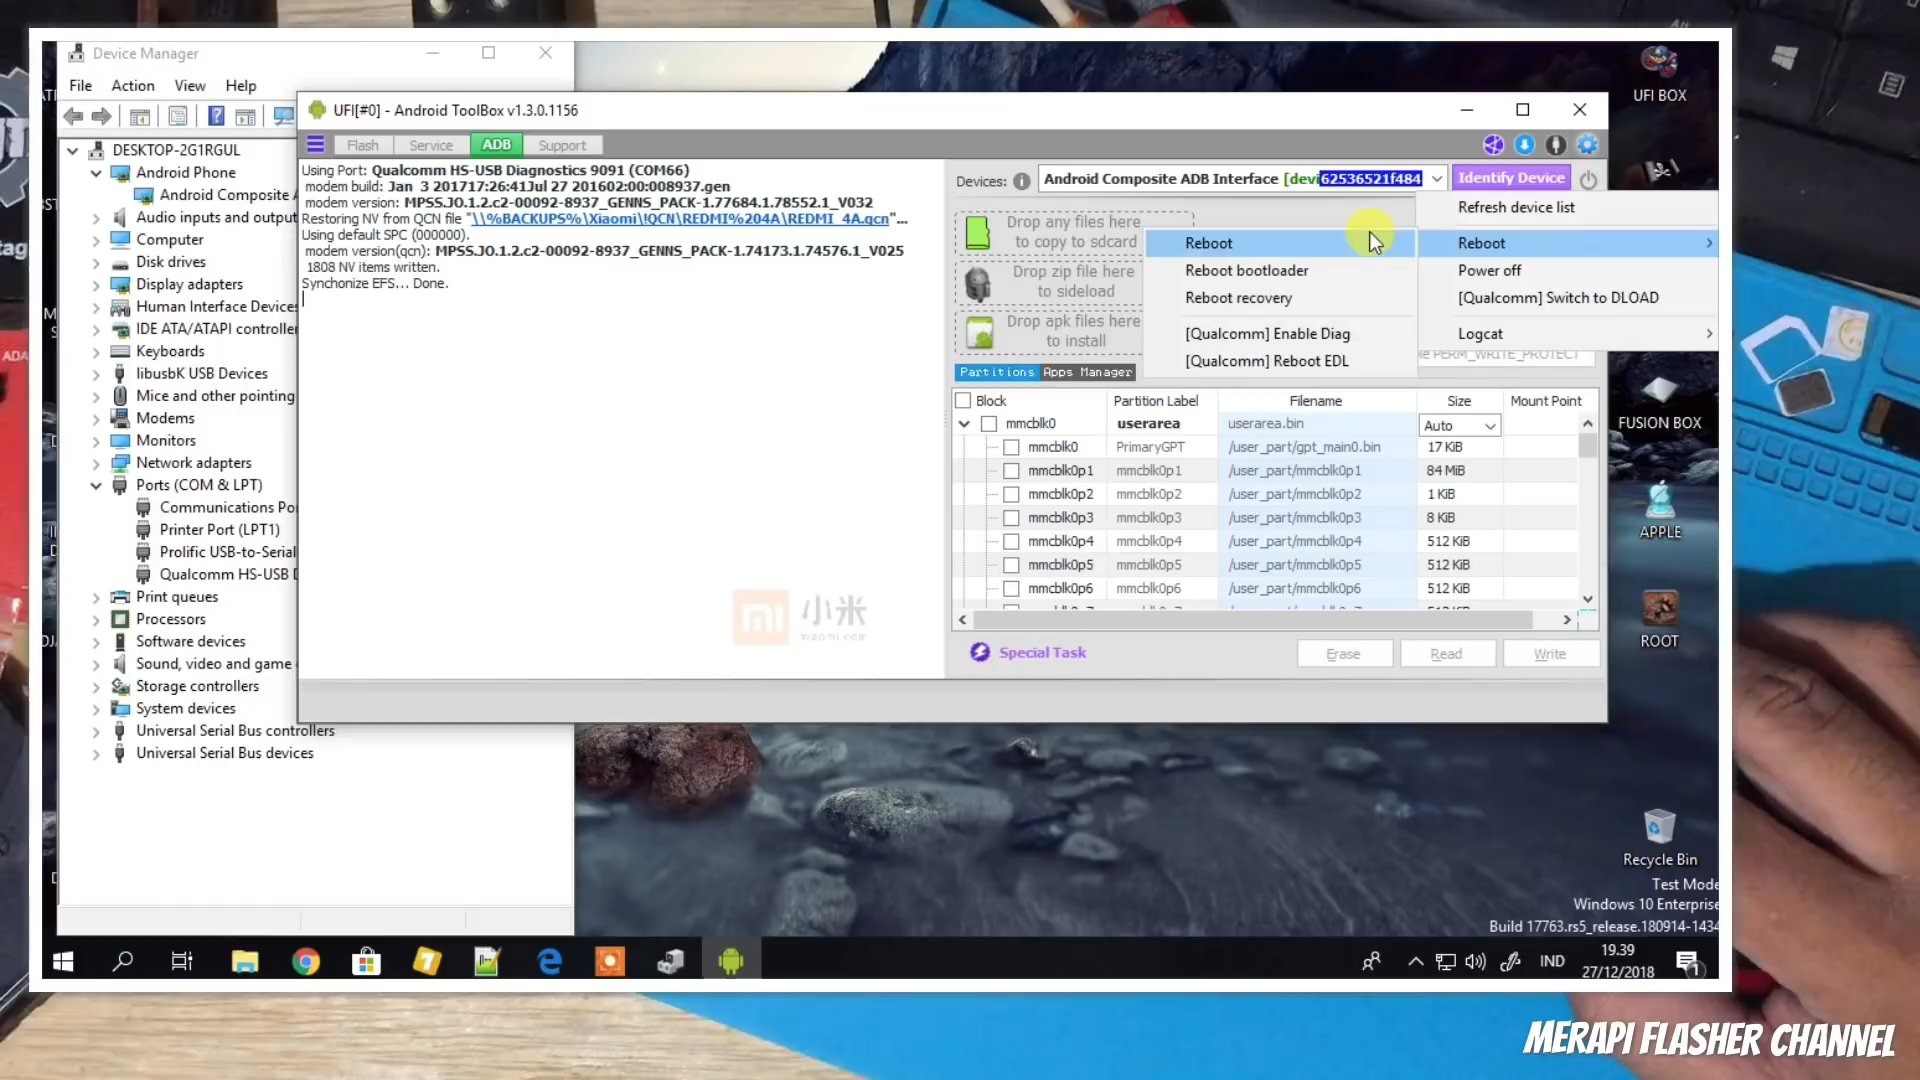 Device Manager
File Action View Help
DESKTOP-2G1RGUL
Android Phone
Android Composite
Audio inputs and output
Computer
Disk drives
Display adapters
Human Interface Devices
IDE ATA/ATAPI controlle
Keyboards
libusbK USB Devices
Mice and other pointing
Modems
Monitors
Network adapters
Ports (COM & LPT)
Communications Po
Printer Port (LPT1)
Prolific USB-to-Serial
Qualcomm HS-USB D
Print queues
Processors
Software devices
Sound, video and game
Storage controllers
System devices
Universal Serial Bus controllers
Universal Serial Bus devices
UFI[#0] - Android ToolBox v1.3.0.1156
Flash Service ADB Support
Using Port: Qualcomm HS-USB Diagnostics 9091 (COM66)
modem build: Jan 3 201717:26:41Jul 27 201602:00:008937.gen
modem version: MPSS.JO.1.2.c2-00092-8937_GENNS_PACK-1.77684.1.78552.1_V032
Restoring NV from QCN file "\\%BACKUPS%\Xiaomi\!QCN\REDMI%204A\REDMI_4A.qcn"...
Using default SPC (000000).
modem version(qcn): MPSS.JO.1.2.c2-00092-8937_GENNS_PACK-1.74173.1.74576.1_V025
1808 NV items written.
Synchonize EFS... Done.
mi 小米
xiaomi.com
Devices: Android Composite ADB Interface [devi62536521f484 Identify Device
Drop any files here
to copy to sdcard
Drop zip file here
to sideload
Drop apk files here
to install
Refresh device list
Reboot
Power off
[Qualcomm] Switch to DLOAD
Logcat
Reboot
Reboot bootloader
Reboot recovery
[Qualcomm] Enable Diag
[Qualcomm] Reboot EDL
PERM_WRITE_PROTECT
Partitions Apps Manager
Block Partition Label Filename Size Mount Point
mmcblk0 userarea userarea.bin Auto
mmcblk0 PrimaryGPT /user_part/gpt_main0.bin 17 KiB
mmcblk0p1 mmcblk0p1 /user_part/mmcblk0p1 84 MiB
mmcblk0p2 mmcblk0p2 /user_part/mmcblk0p2 1 KiB
mmcblk0p3 mmcblk0p3 /user_part/mmcblk0p3 8 KiB
mmcblk0p4 mmcblk0p4 /user_part/mmcblk0p4 512 KiB
mmcblk0p5 mmcblk0p5 /user_part/mmcblk0p5 512 KiB
mmcblk0p6 mmcblk0p6 /user_part/mmcblk0p6 512 KiB
Special Task Erase Read Write
UFI BOX
FUSION BOX
APPLE
ROOT
Recycle Bin
Test Mode
Windows 10 Enterprise
Build 17763.rs5_release.180914-1434
IND
19.39
27/12/2018
1
MERAPI FLASHER CHANNEL